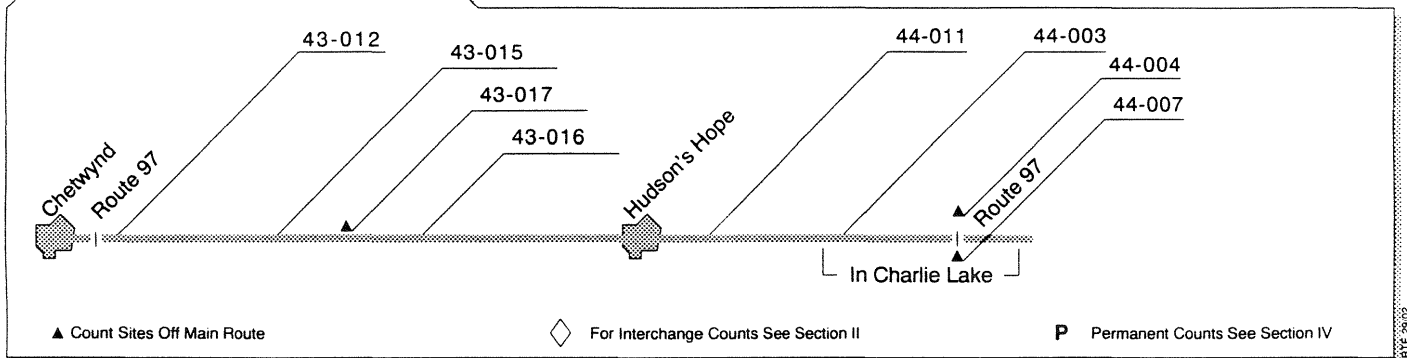 43-012
43-015
43-017
43-016
44-011
44-003
44-004
44-007
Chetwynd
Route 97
Hudson's Hope
Route 97
In Charlie Lake
▲ Count Sites Off Main Route
◇ For Interchange Counts See Section II
P Permanent Counts See Section IV